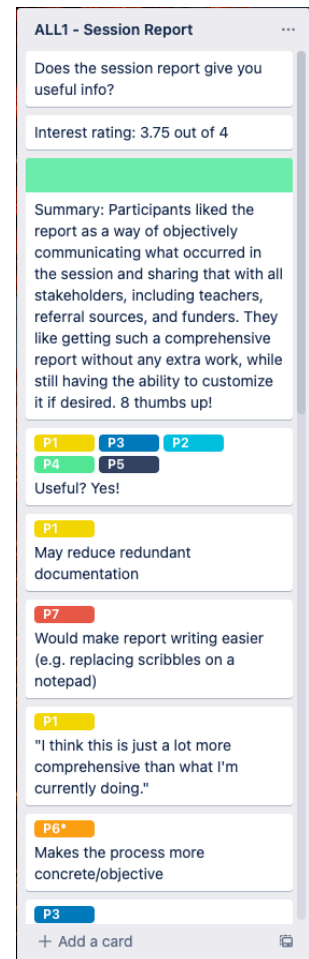 ALL1 - Session Report
Does the session report give you
useful info?
Interest rating: 3.75 out of 4
Summary: Participants liked the
report as a way of objectively
communicating what occurred in
the session and sharing that with all
stakeholders, including teachers,
referral sources, and funders. They
like getting such a comprehensive
report without any extra work, while
still having the ability to customize
it if desired. 8 thumbs up!
P1 P3 P2
P4 P5
Useful? Yes!
P1
May reduce redundant
documentation
P7
Would make report writing easier
(e.g. replacing scribbles on a
notepad)
P1
"I think this is just a lot more
comprehensive than what I'm
currently doing."
P6*
Makes the process more
concrete/objective
P3
+ Add a card